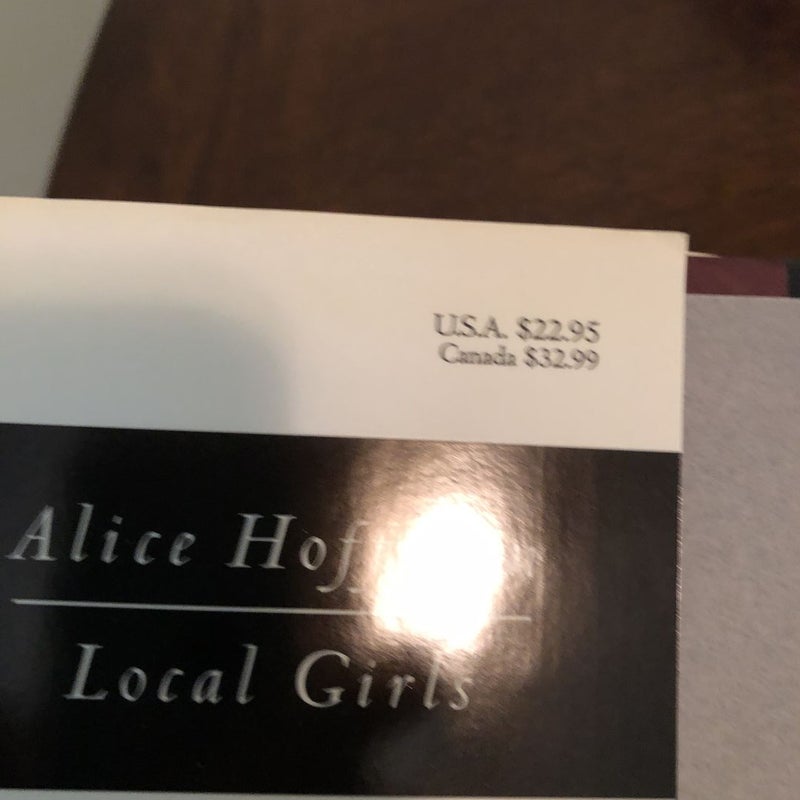 U.S.A. $22.95
Canada $32.99
Alice
Local Girls